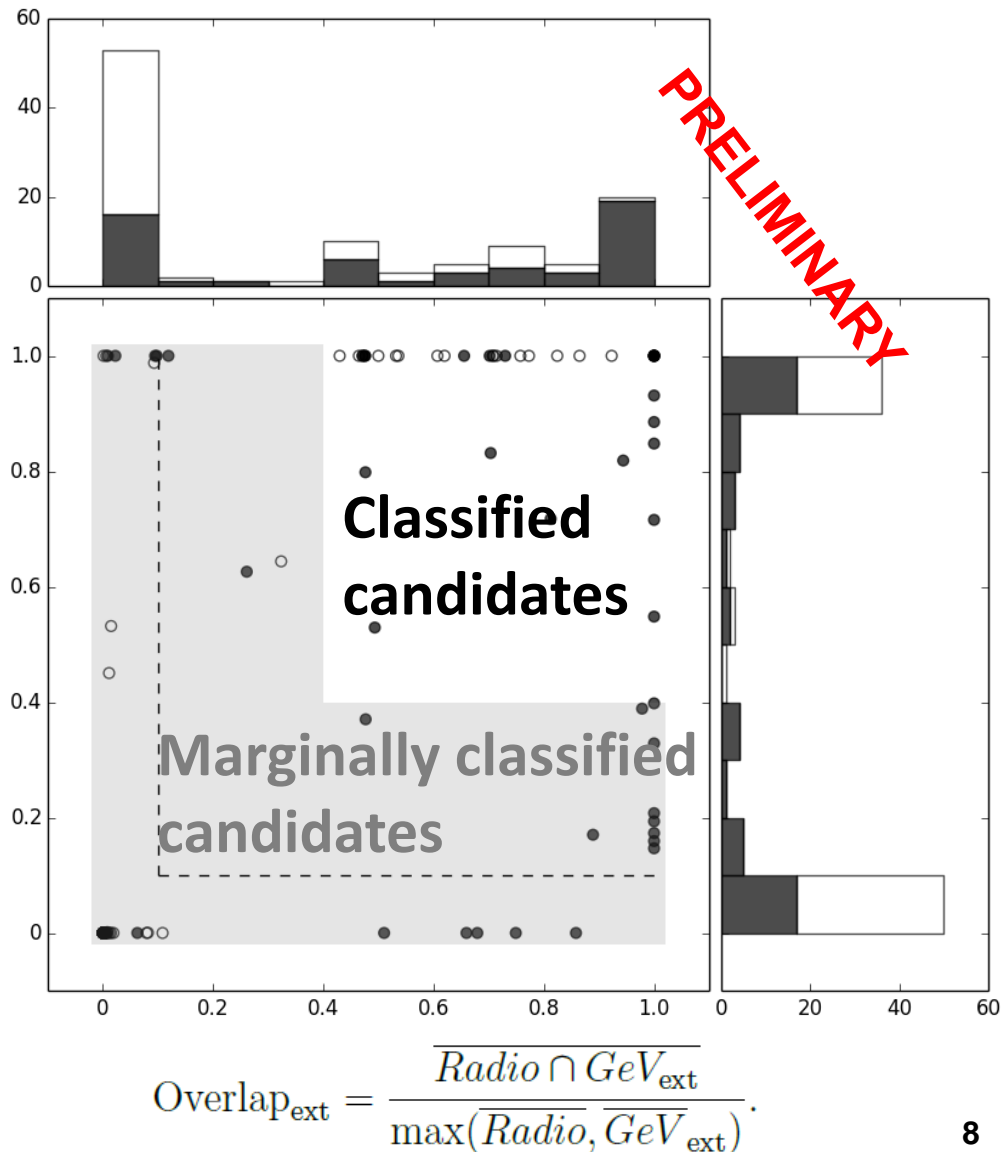 60
40
20
0
PRELIMINARY
1.0
0.8
0.6
0.4
0.2
0
Classified
candidates
Marginally classified
candidates
0 0.2 0.4 0.6 0.8 1.0
0 20 40 60
Overlap_ext = \frac{\overline{Radio ∩ GeV_ext}}{max(\overline{Radio}, \overline{GeV}_ext)}.
8